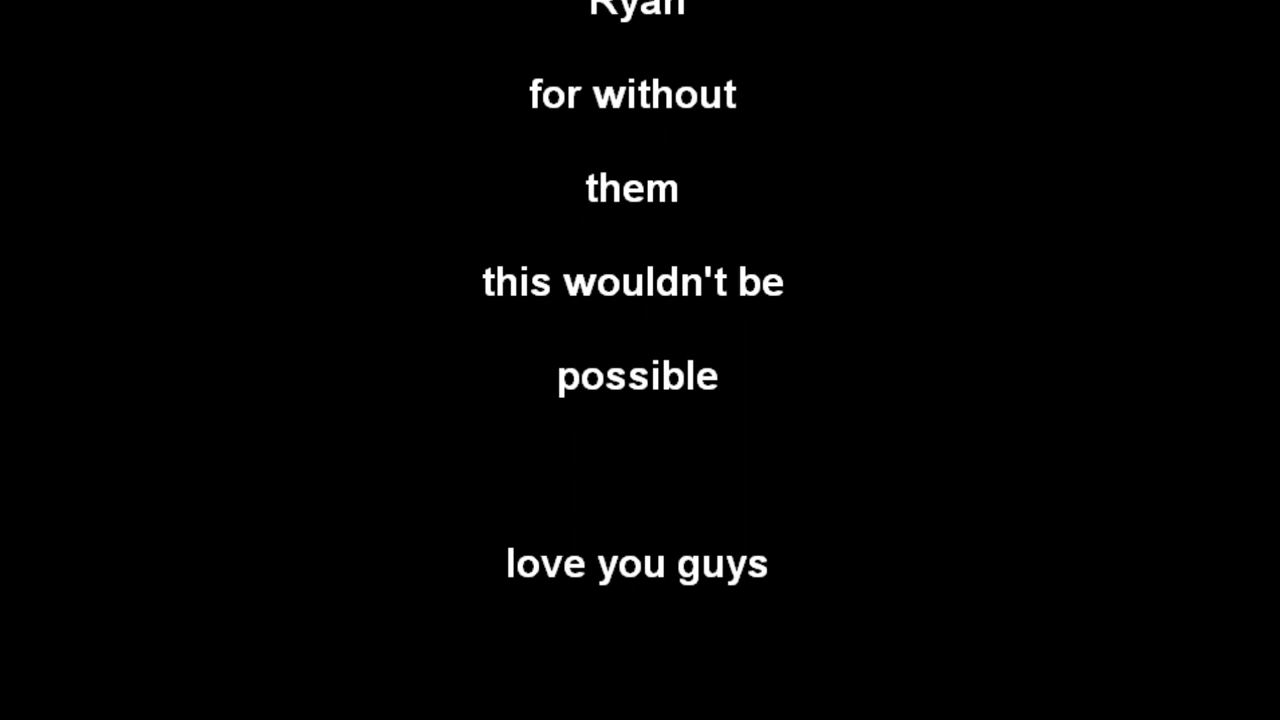 Ryan
for without
them
this wouldn't be
possible
love you guys